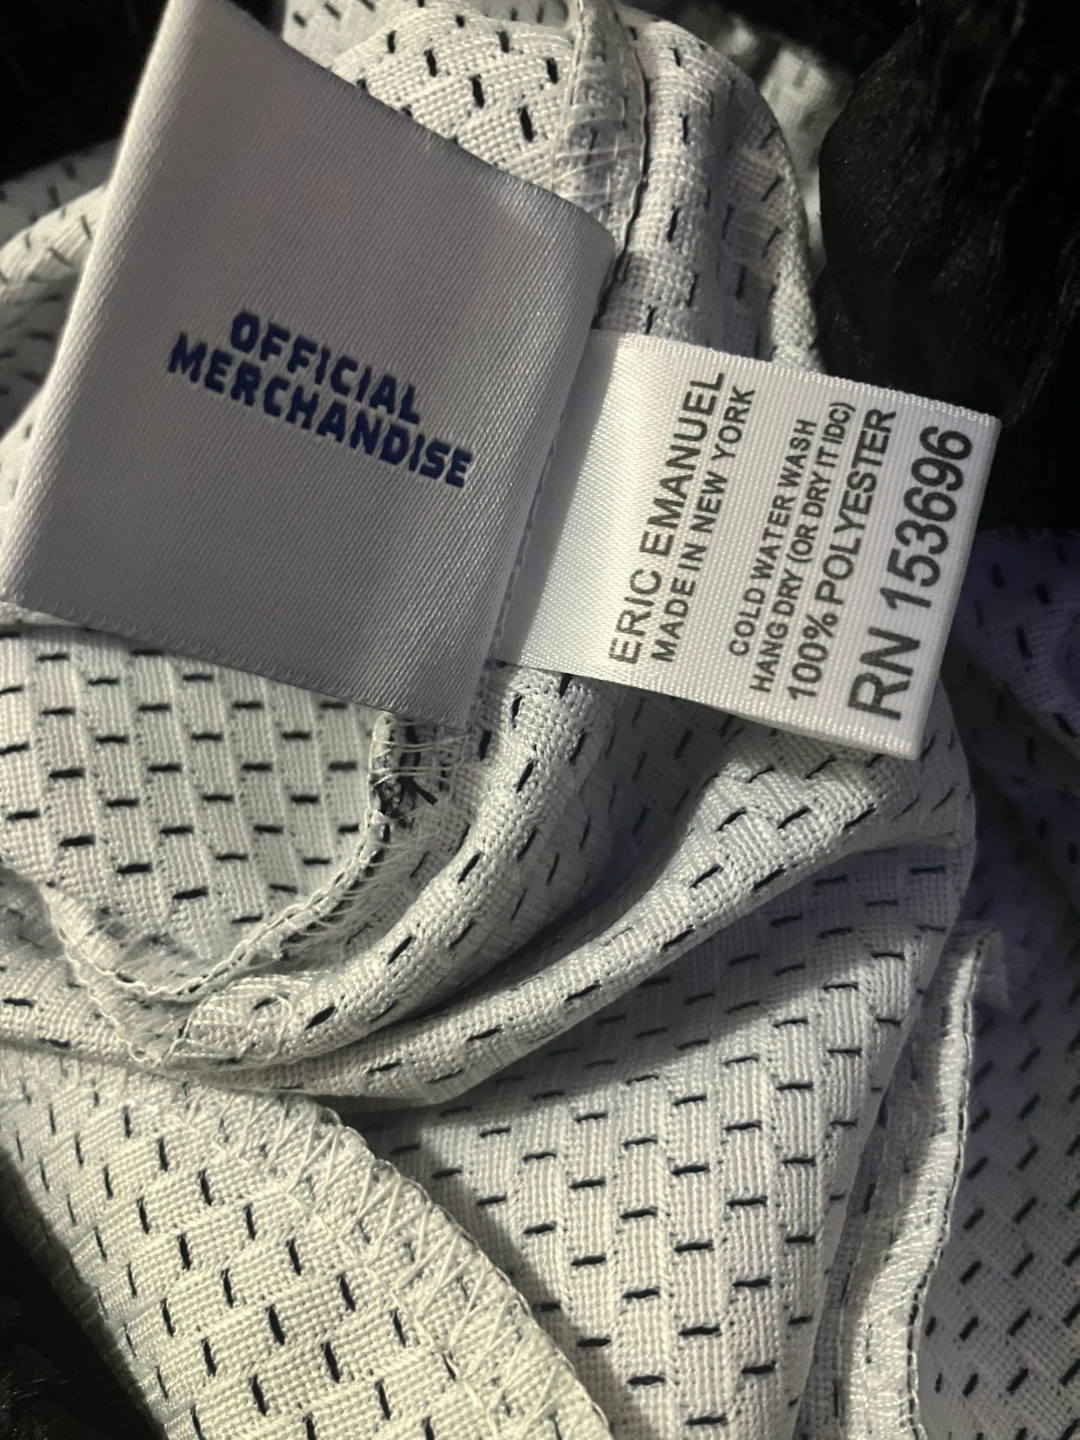 OFFICIAL
MERCHANDISE
ERIC EMANUEL
MADE IN NEW YORK
COLD WATER WASH
HANG DRY (OR DRY IT IDC)
100% POLYESTER
RN 153696